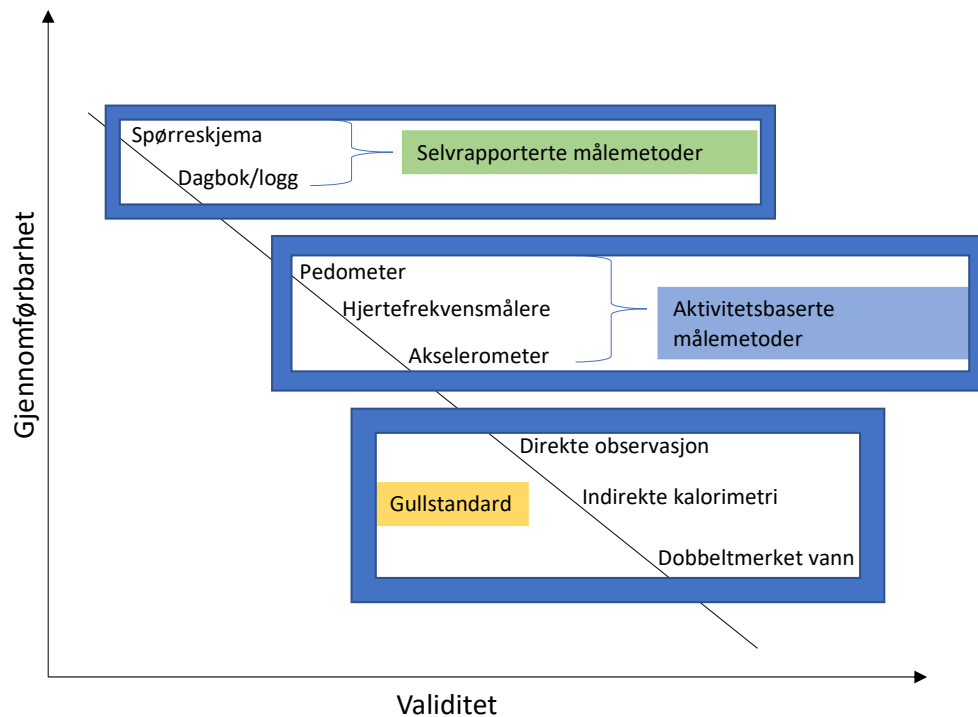 Gjennomførbarhet
Spørreskjema
Dagbok/logg
Selvrapporterte målemetoder
Pedometer
Hjertefrekvensmålere
Akselerometer
Aktivitetsbaserte
målemetoder
Direkte observasjon
Indirekte kalorimetri
Dobbeltmerket vann
Gullstandard
Validitet